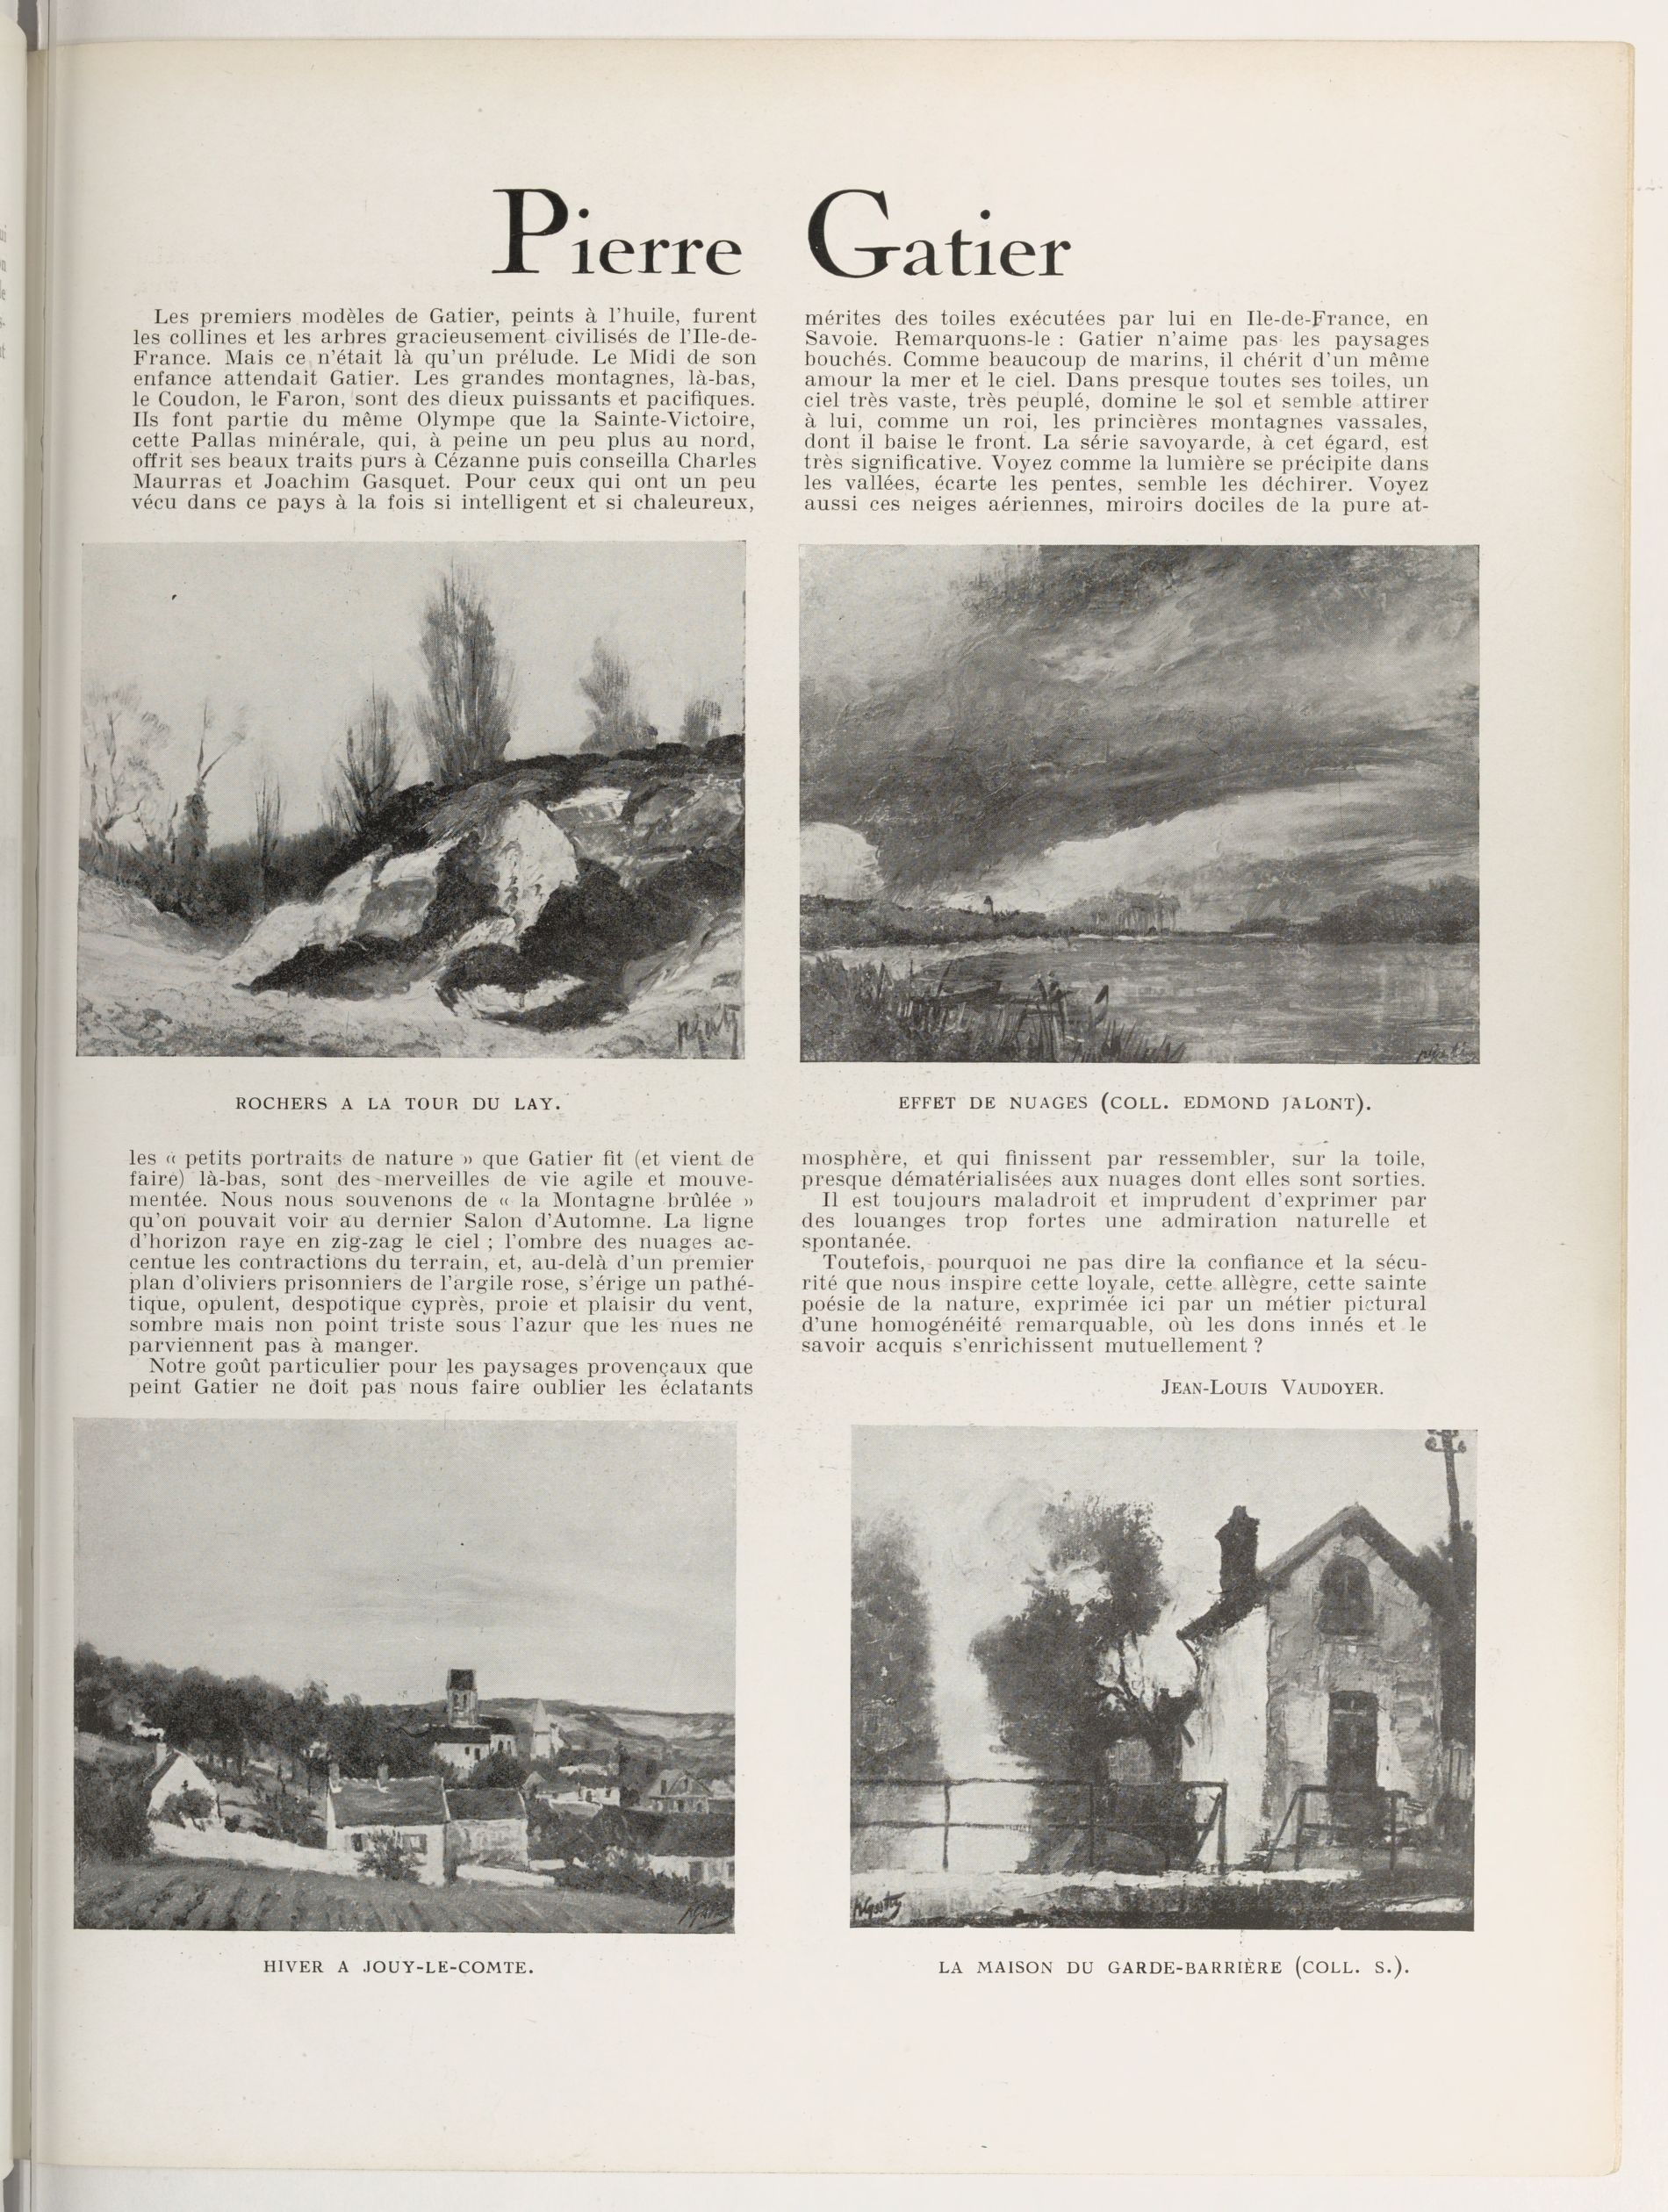 Pierre Gatier
Les premiers modèles de Gatier, peints à l'huile, furent
les collines et les arbres gracieusement civilisés de l'Ile-de-
France. Mais ce n'était là qu'un prélude. Le Midi de son
enfance attendait Gatier. Les grandes montagnes, là-bas,
le Coudon, le Faron, sont des dieux puissants et pacifiques.
Ils font partie du même Olympe que la Sainte-Victoire,
cette Pallas minérale, qui, à peine un peu plus au nord,
offrit ses beaux traits purs à Cézanne puis conseilla Charles
Maurras et Joachim Gasquet. Pour ceux qui ont un peu
vécu dans ce pays à la fois si intelligent et si chaleureux,
ROCHERS A LA TOUR DU LAY.
les « petits portraits de nature » que Gatier fit (et vient de
faire) là-bas, sont des merveilles de vie agile et mouve-
mentée. Nous nous souvenons de « la Montagne brûlée »
qu'on pouvait voir au dernier Salon d'Automne. La ligne
d'horizon raye en zig-zag le ciel ; l'ombre des nuages ac-
centue les contractions du terrain, et, au-delà d'un premier
plan d'oliviers prisonniers de l'argile rose, s'érige un pathé-
tique, opulent, despotique cyprès, proie et plaisir du vent,
sombre mais non point triste sous l'azur que les nues ne
parviennent pas à manger.
Notre goût particulier pour les paysages provençaux que
peint Gatier ne doit pas nous faire oublier les éclatants
HIVER A JOUY-LE-COMTE.
mérites des toiles exécutées par lui en Ile-de-France, en
Savoie. Remarquons-le : Gatier n'aime pas les paysages
bouchés. Comme beaucoup de marins, il chérit d'un même
amour la mer et le ciel. Dans presque toutes ses toiles, un
ciel très vaste, très peuplé, domine le sol et semble attirer
à lui, comme un roi, les princières montagnes vassales,
dont il baise le front. La série savoyarde, à cet égard, est
très significative. Voyez comme la lumière se précipite dans
les vallées, écarte les pentes, semble les déchirer. Voyez
aussi ces neiges aériennes, miroirs dociles de la pure at-
EFFET DE NUAGES (COLL. EDMOND JALONT).
mosphère, et qui finissent par ressembler, sur la toile,
presque dématérialisées aux nuages dont elles sont sorties.
Il est toujours maladroit et imprudent d'exprimer par
des louanges trop fortes une admiration naturelle et
spontanée.
Toutefois, pourquoi ne pas dire la confiance et la sécu-
rité que nous inspire cette loyale, cette allègre, cette sainte
poésie de la nature, exprimée ici par un métier pictural
d'une homogénéité remarquable, où les dons innés et le
savoir acquis s'enrichissent mutuellement ?
JEAN-LOUIS VAUDOYER.
LA MAISON DU GARDE-BARRIÈRE (COLL. S.).